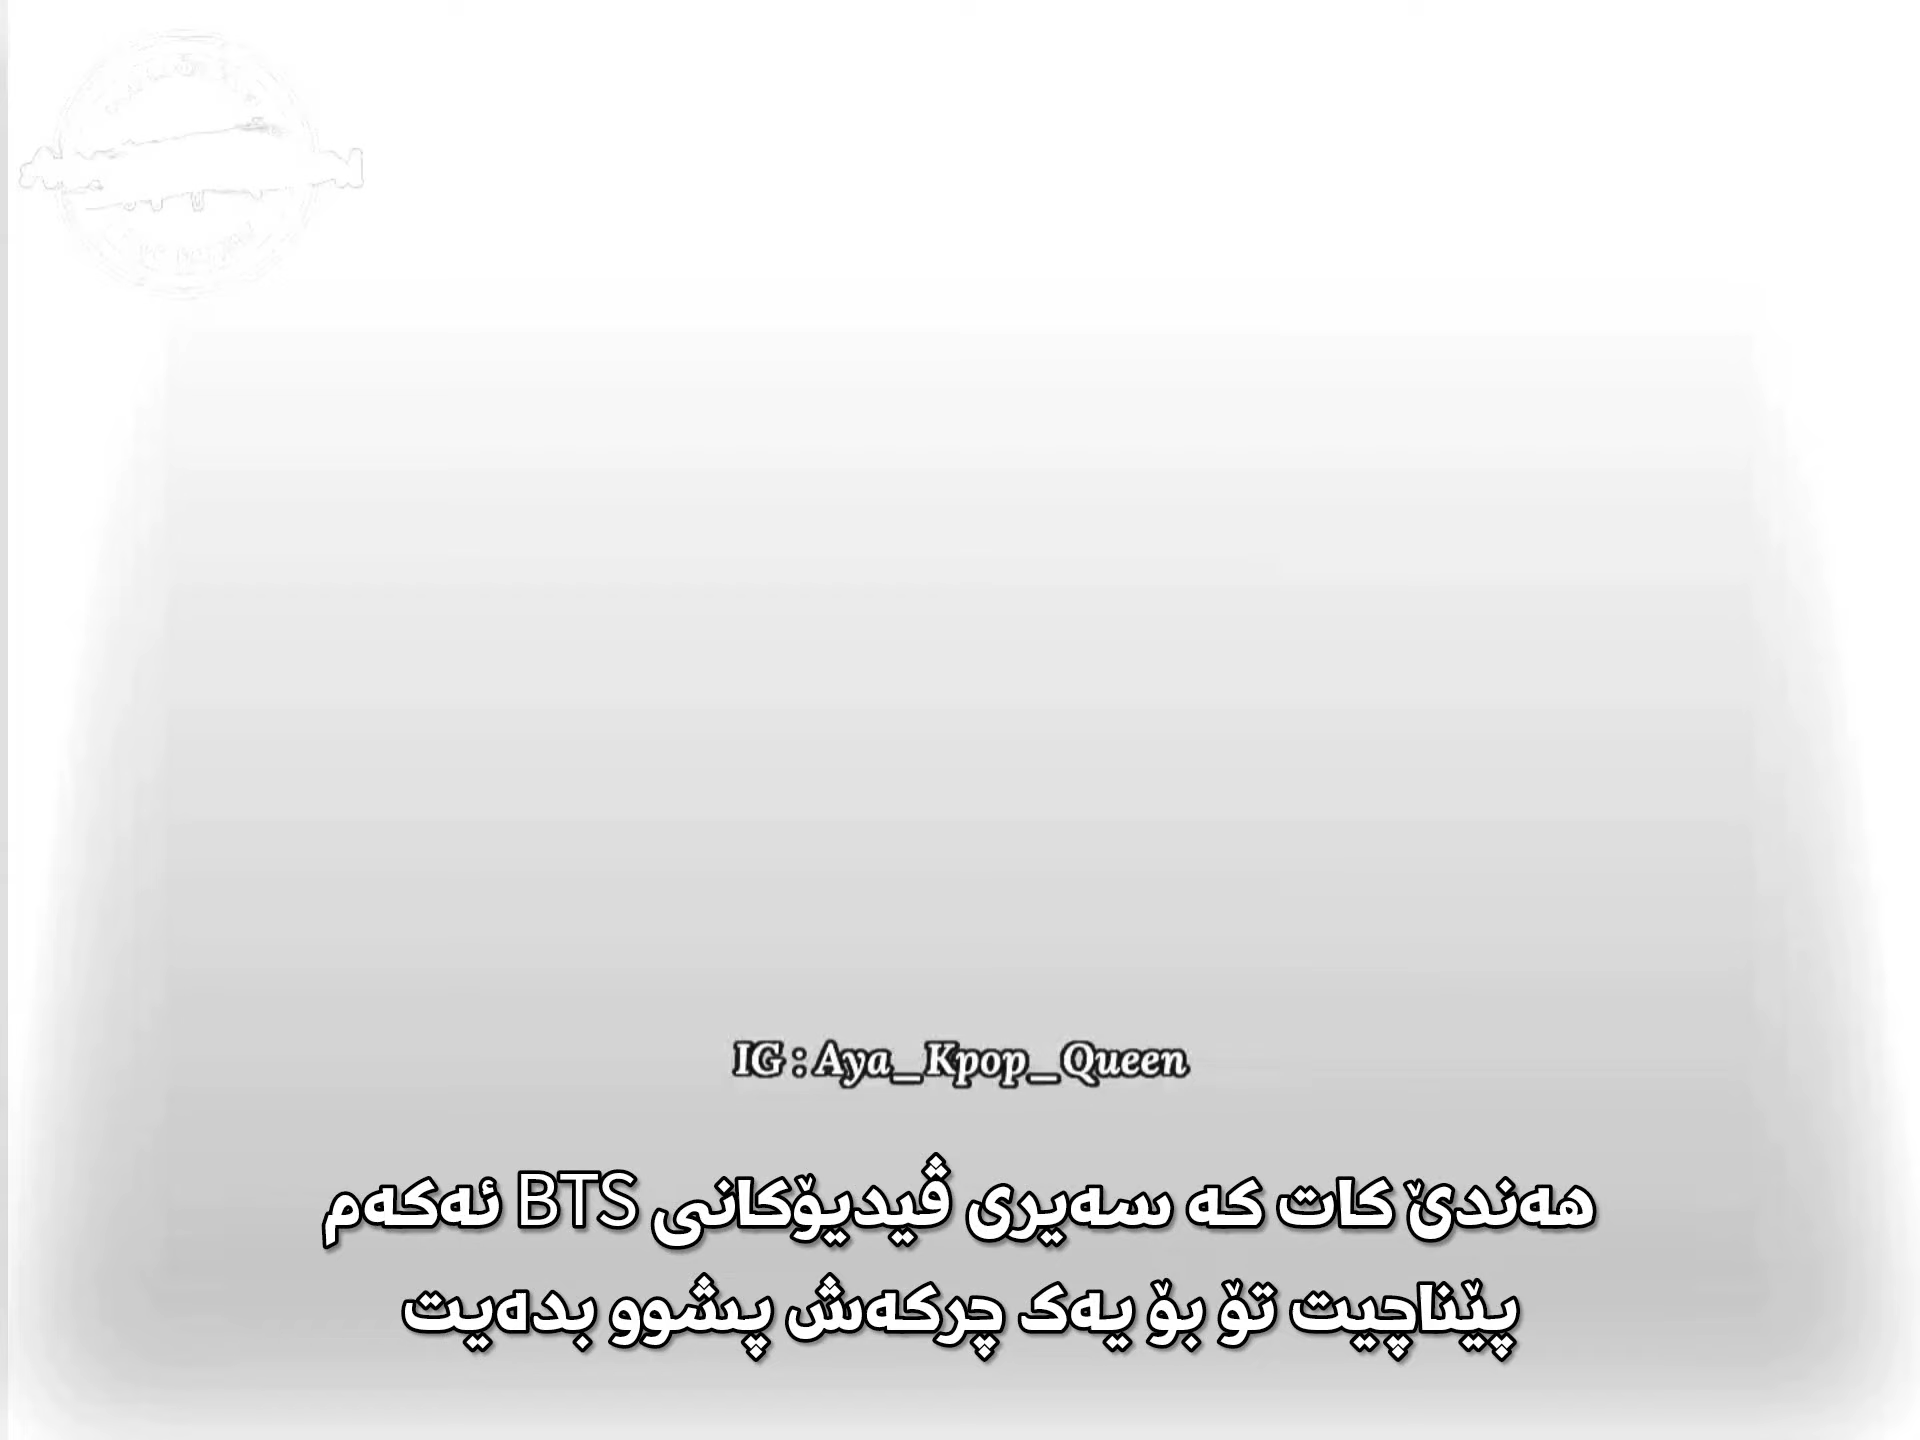 IG : Aya_Kpop_Queen
هەندێ کات کە سەیری ڤیدیۆکانی BTS ئەکەم
پێناچیت تۆ بۆ یەک چرکەش پشوو بدەیت